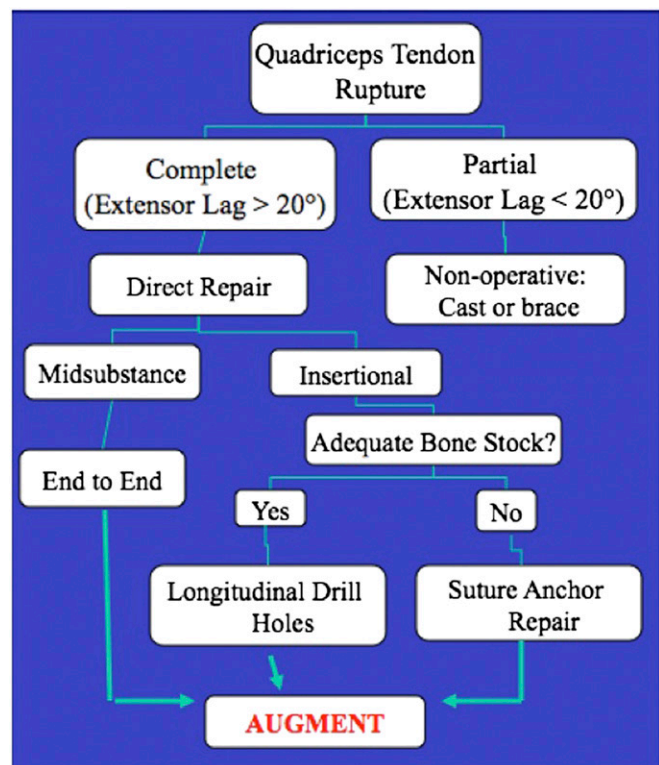 Quadriceps Tendon
Rupture
Complete
(Extensor Lag > 20°)
Partial
(Extensor Lag < 20°)
Direct Repair
Non-operative:
Cast or brace
Midsubstance
Insertional
Adequate Bone Stock?
End to End
Yes
No
Longitudinal Drill
Holes
Suture Anchor
Repair
AUGMENT